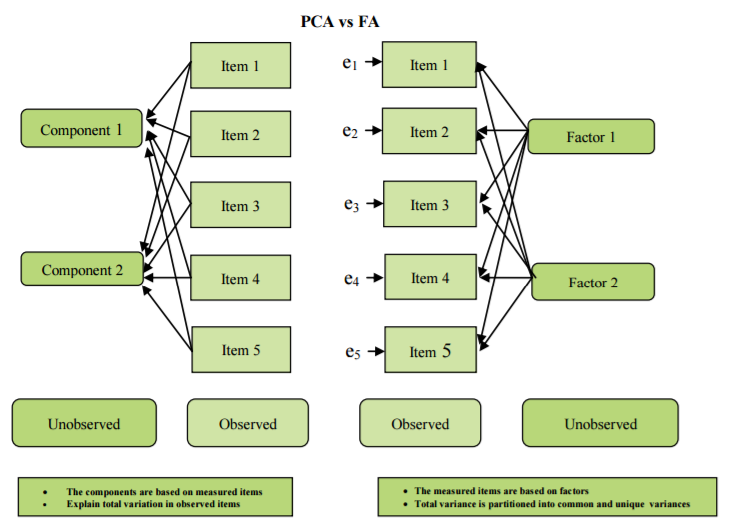 PCA vs FA
Item 1
Item 2
Item 3
Item 4
Item 5
Component 1
Component 2
e1
e2
e3
e4
e5
Item 1
Item 2
Item 3
Item 4
Item 5
Factor 1
Factor 2
Unobserved
Observed
Observed
Unobserved
• The components are based on measured items
• Explain total variation in observed items
• The measured items are based on factors
• Total variance is partitioned into common and unique variances